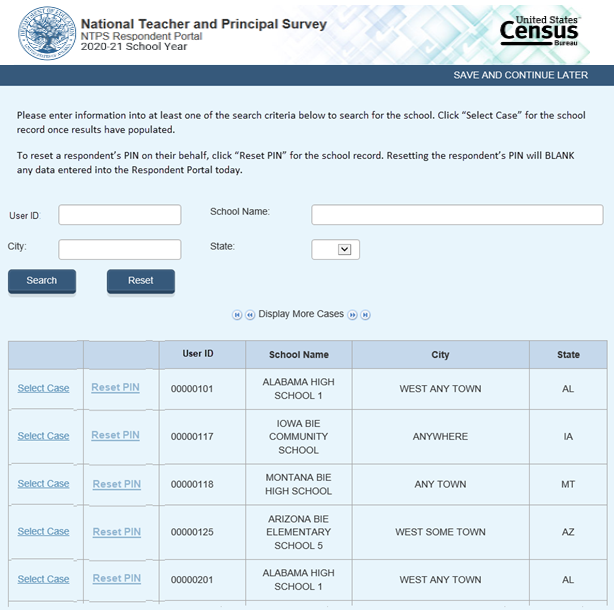 National Teacher and Principal Survey
NTPS Respondent Portal
2020-21 School Year
United States
Census
Bureau
SAVE AND CONTINUE LATER
Please enter information into at least one of the search criteria below to search for the school. Click “Select Case” for the school
record once results have populated.
To reset a respondent’s PIN on their behalf, click “Reset PIN” for the school record. Resetting the respondent’s PIN will BLANK
any data entered into the Respondent Portal today.
User ID School Name:
City: State:
Search Reset
Display More Cases
User ID School Name City State
Select Case Reset PIN 00000101 ALABAMA HIGH SCHOOL 1 WEST ANY TOWN AL
Select Case Reset PIN 00000117 IOWA BIE COMMUNITY SCHOOL ANYWHERE IA
Select Case Reset PIN 00000118 MONTANA BIE HIGH SCHOOL ANY TOWN MT
Select Case Reset PIN 00000125 ARIZONA BIE ELEMENTARY SCHOOL 5 WEST SOME TOWN AZ
Select Case Reset PIN 00000201 ALABAMA HIGH SCHOOL 1 WEST ANY TOWN AL